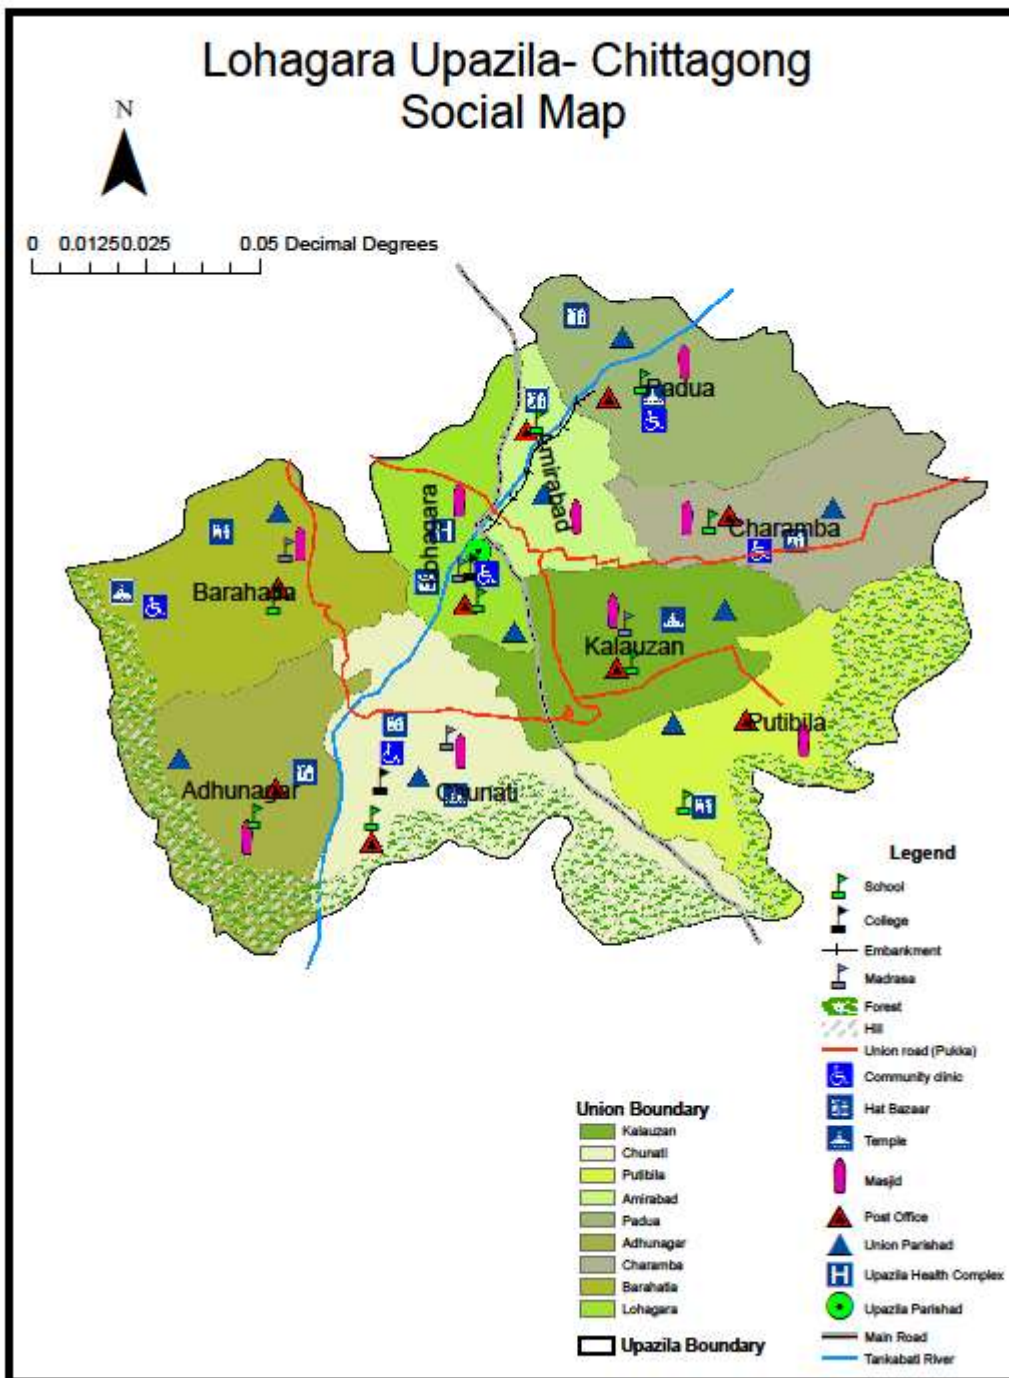 Lohagara Upazila- Chittagong
Social Map
N
0 0.01250.025 0.05 Decimal Degrees
Padua
Amirabad
Lohagara
Charamba
Barahatia
Kalauzan
Putibila
Adhunagar
Chunati
Legend
School
College
Embankment
Madrasa
Forest
Hill
Union road (Pukka)
Community clinic
Hat Bazaar
Temple
Masjid
Post Office
Union Parishad
H Upazila Health Complex
Upazila Parishad
Main Road
Tankabati River
Union Boundary
Kalauzan
Chunati
Putibila
Amirabad
Padua
Adhunagar
Charamba
Barahatia
Lohagara
Upazila Boundary
H